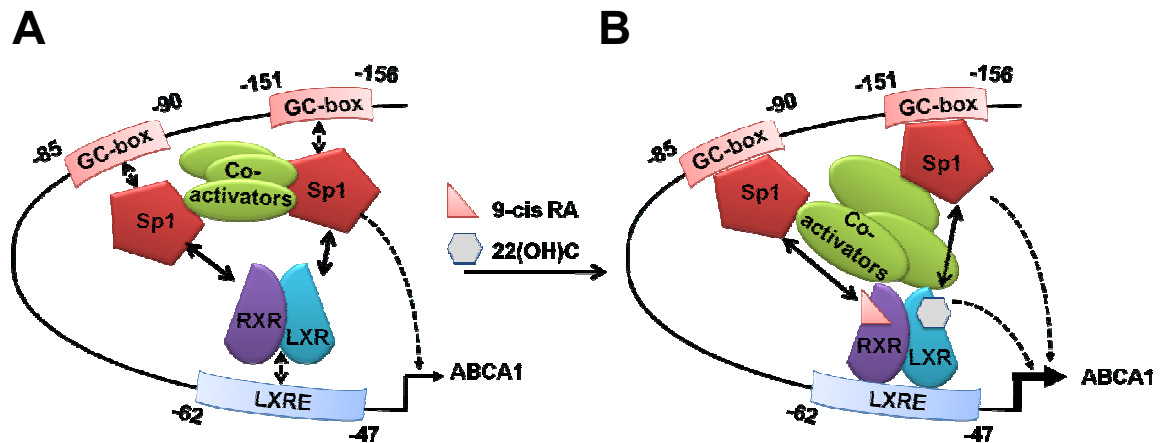 A
-156
-151
GC-box
-90
GC-box
-85
Co-
activators
Sp1
Sp1
RXR
LXR
ABCA1
LXRE
-62
-47
9-cis RA
22(OH)C
B
-156
-151
GC-box
-90
GC-box
-85
Sp1
Sp1
Co-
activators
RXR
LXR
ABCA1
LXRE
-62
-47